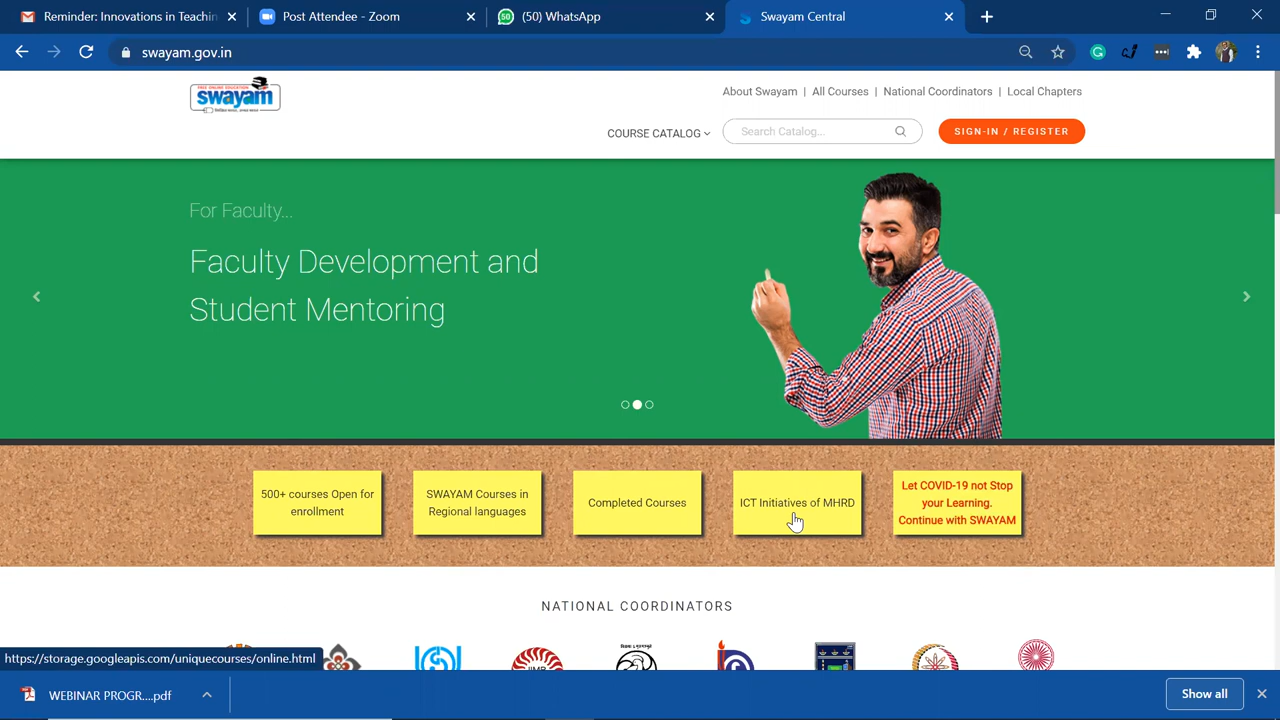 Reminder: Innovations in Teachin
Post Attendee - Zoom
(50) WhatsApp
Swayam Central
swayam.gov.in
FREE ONLINE EDUCATION
swayam
About Swayam | All Courses | National Coordinators | Local Chapters
COURSE CATALOG
Search Catalog...
SIGN-IN / REGISTER
For Faculty...
Faculty Development and
Student Mentoring
500+ courses Open for
enrollment
SWAYAM Courses in
Regional languages
Completed Courses
ICT Initiatives of MHRD
Let COVID-19 not Stop
your Learning.
Continue with SWAYAM
NATIONAL COORDINATORS
https://storage.googleapis.com/uniquecourses/online.html
WEBINAR PROGR....pdf
Show all